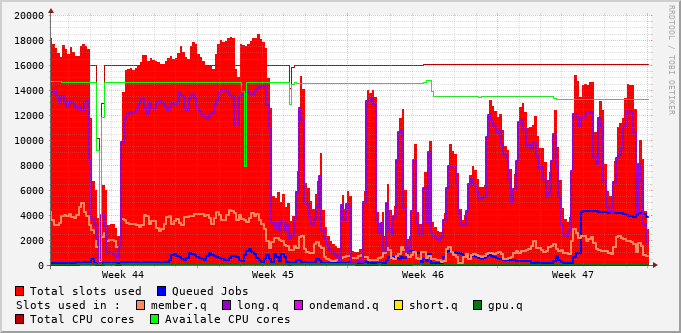 20000
18000
16000
14000
12000
10000
8000
6000
4000
2000
0
Week 44 Week 45 Week 46 Week 47
RRDTOOL / TOBI OETIKER
Total slots used Queued Jobs
Slots used in : member.q long.q ondemand.q short.q gpu.q
Total CPU cores Availale CPU cores